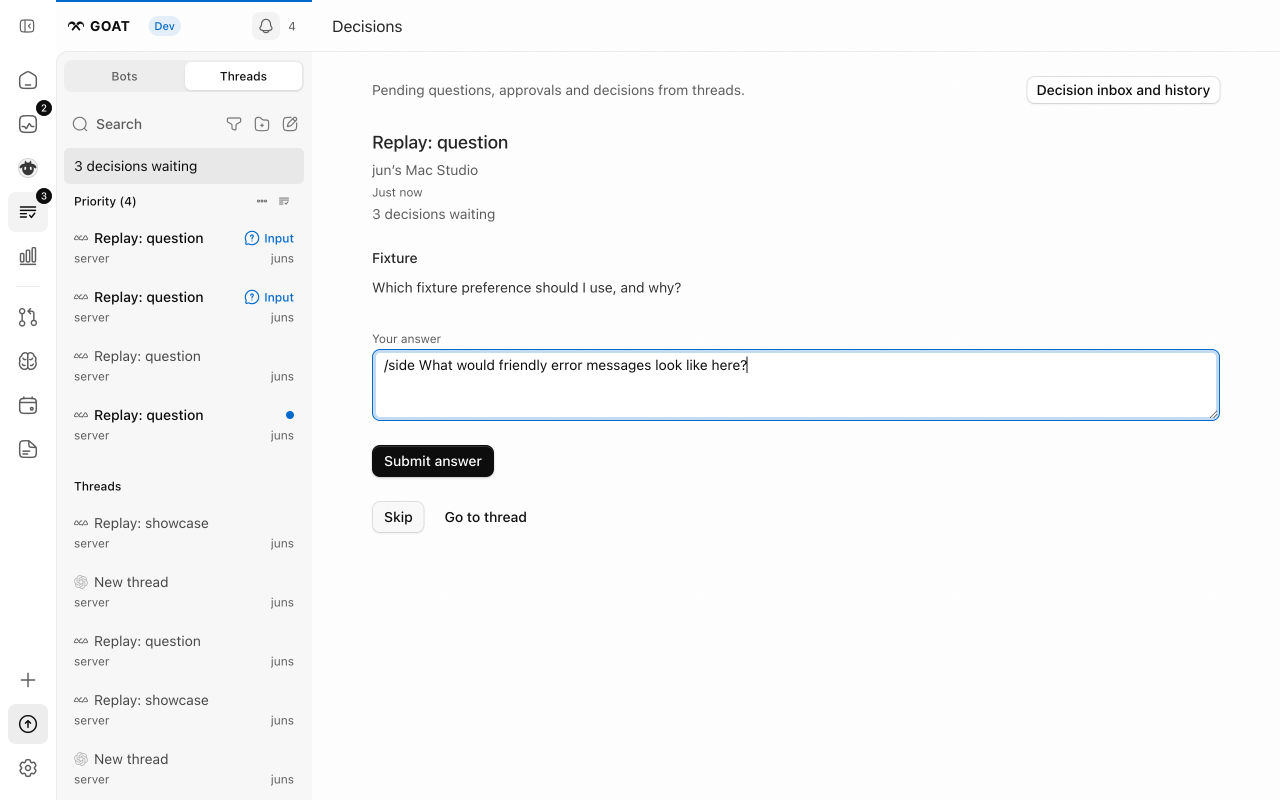 GOAT
Dev
4
Decisions
Bots
Threads
Pending questions, approvals and decisions from threads.
Decision inbox and history
2
Search
3 decisions waiting
3
Priority (4)
Replay: question
Input
server
juns
Replay: question
Input
server
juns
Replay: question
server
juns
Replay: question
server
juns
Threads
Replay: showcase
server
juns
New thread
server
juns
Replay: question
server
juns
Replay: showcase
server
juns
New thread
server
juns
Replay: question
jun's Mac Studio
Just now
3 decisions waiting
Fixture
Which fixture preference should I use, and why?
Your answer
/side What would friendly error messages look like here?
Submit answer
Skip
Go to thread